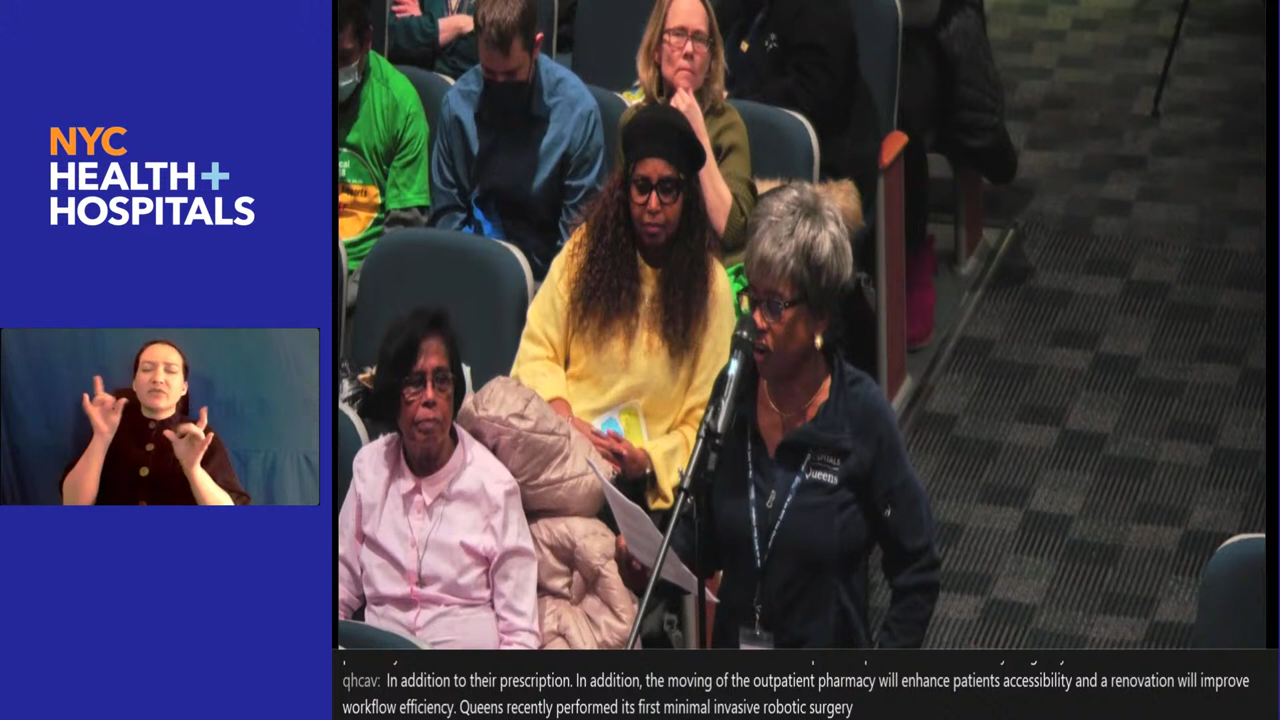 NYC
HEALTH+
HOSPITALS
Queens
qhcav: In addition to their prescription. In addition, the moving of the outpatient pharmacy will enhance patients accessibility and a renovation will improve
workflow efficiency. Queens recently performed its first minimal invasive robotic surgery